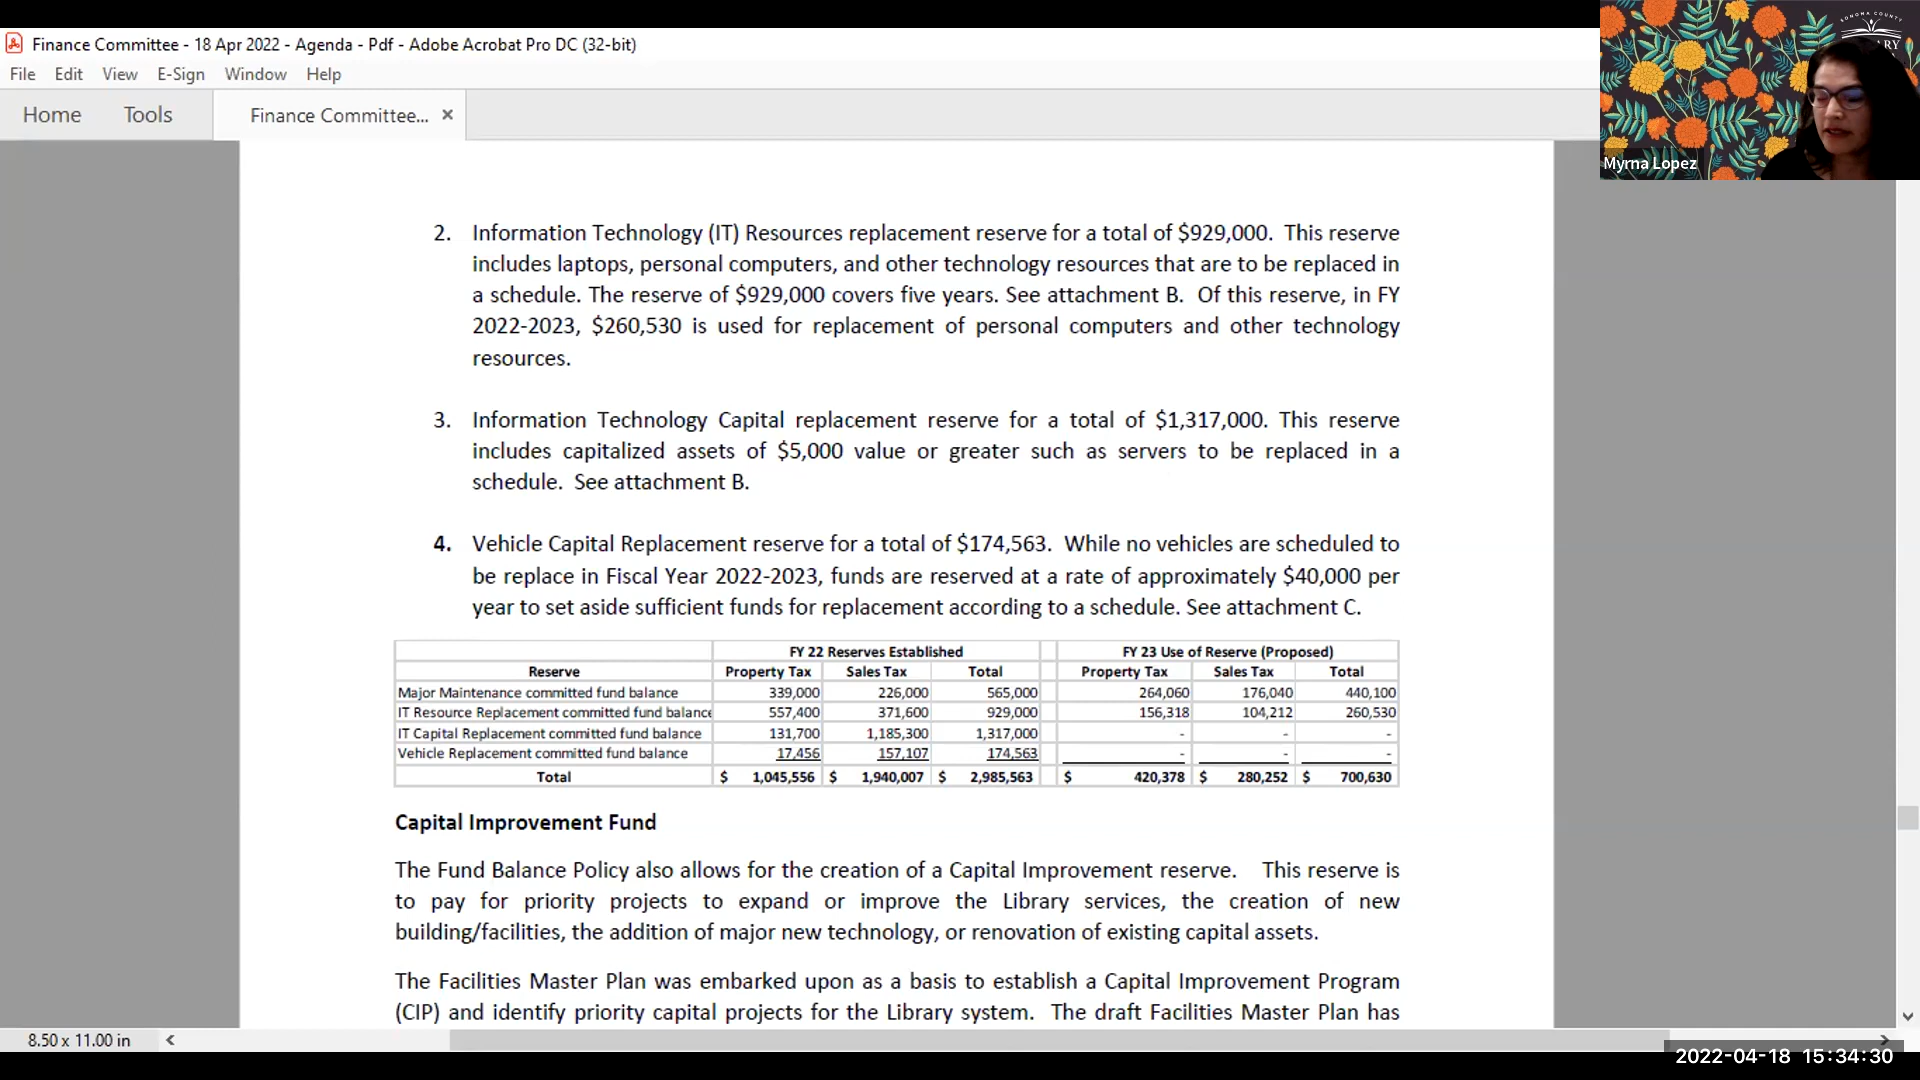 Finance Committee - 18 Apr 2022 - Agenda - Pdf - Adobe Acrobat Pro DC (32-bit)
File Edit View E-Sign Window Help
Home Tools Finance Committee... ×
SONOMA COUNTY
Myrna Lopez
2. Information Technology (IT) Resources replacement reserve for a total of $929,000. This reserve
includes laptops, personal computers, and other technology resources that are to be replaced in
a schedule. The reserve of $929,000 covers five years. See attachment B. Of this reserve, in FY
2022-2023, $260,530 is used for replacement of personal computers and other technology
resources.
3. Information Technology Capital replacement reserve for a total of $1,317,000. This reserve
includes capitalized assets of $5,000 value or greater such as servers to be replaced in a
schedule. See attachment B.
4. Vehicle Capital Replacement reserve for a total of $174,563. While no vehicles are scheduled to
be replace in Fiscal Year 2022-2023, funds are reserved at a rate of approximately $40,000 per
year to set aside sufficient funds for replacement according to a schedule. See attachment C.
FY 22 Reserves Established FY 23 Use of Reserve (Proposed)
Reserve Property Tax Sales Tax Total Property Tax Sales Tax Total
Major Maintenance committed fund balance 339,000 226,000 565,000 264,060 176,040 440,100
IT Resource Replacement committed fund balance 557,400 371,600 929,000 156,318 104,212 260,530
IT Capital Replacement committed fund balance 131,700 1,185,300 1,317,000 - - -
Vehicle Replacement committed fund balance 17,456 157,107 174,563 - - -
Total $ 1,045,556 $ 1,940,007 $ 2,985,563 $ 420,378 $ 280,252 $ 700,630
Capital Improvement Fund
The Fund Balance Policy also allows for the creation of a Capital Improvement reserve. This reserve is
to pay for priority projects to expand or improve the Library services, the creation of new
building/facilities, the addition of major new technology, or renovation of existing capital assets.
The Facilities Master Plan was embarked upon as a basis to establish a Capital Improvement Program
(CIP) and identify priority capital projects for the Library system. The draft Facilities Master Plan has
8.50 x 11.00 in
2022-04-18 15:34:30